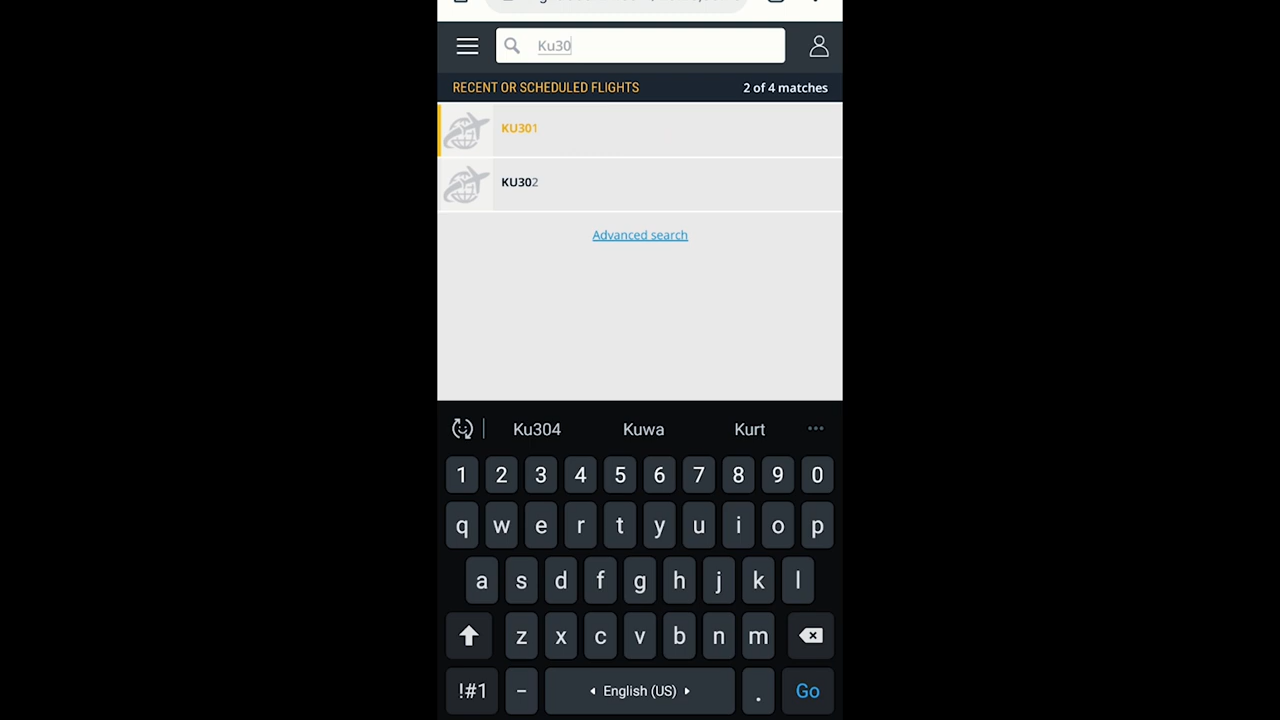 Ku30
RECENT OR SCHEDULED FLIGHTS 2 of 4 matches
KU301
KU302
Advanced search
Ku304 Kuwa Kurt ...
1 2 3 4 5 6 7 8 9 0
q w e r t y u i o p
a s d f g h j k l
z x c v b n m
!#1 - English (US) . Go